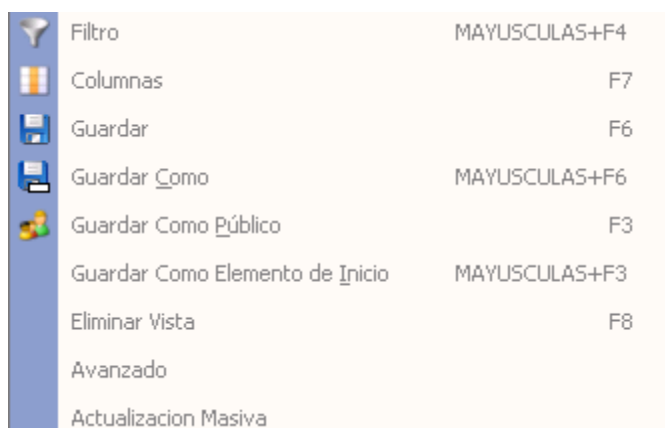 Filtro MAYUSCULAS+F4
Columnas F7
Guardar F6
Guardar Como MAYUSCULAS+F6
Guardar Como Público F3
Guardar Como Elemento de Inicio MAYUSCULAS+F3
Eliminar Vista F8
Avanzado
Actualizacion Masiva